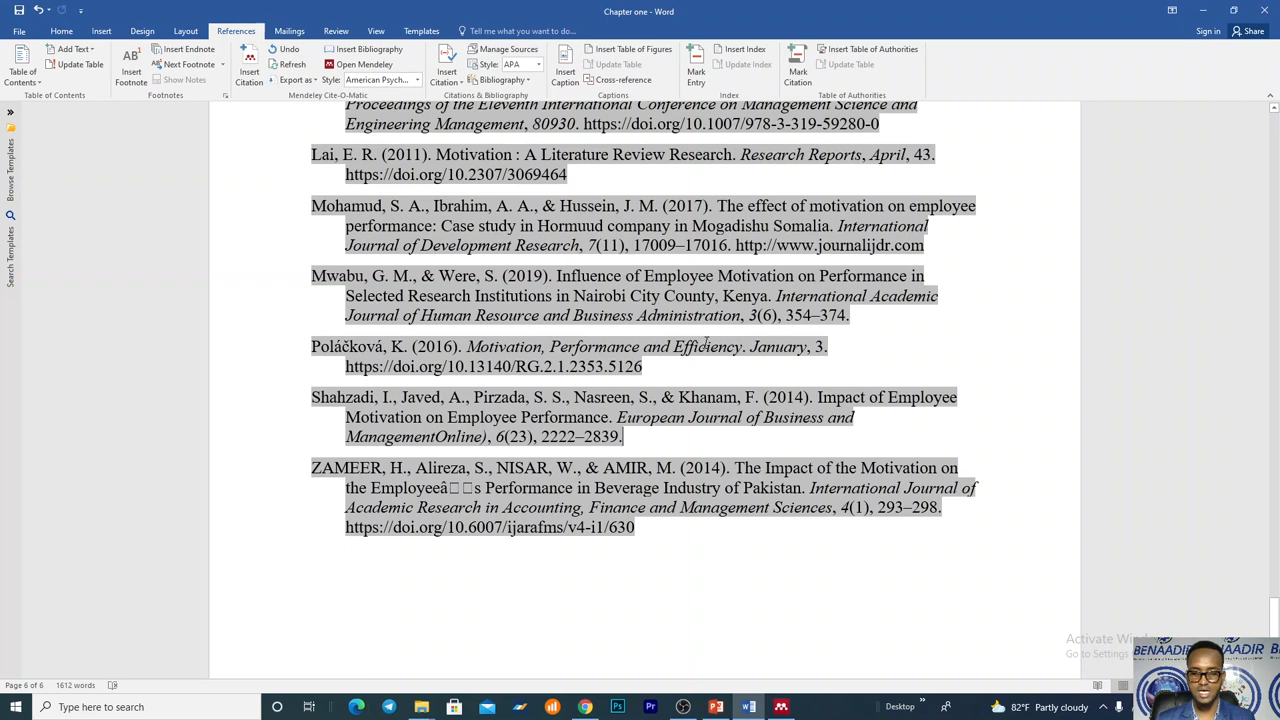 Chapter one - Word
File Home Insert Design Layout References Mailings Review View Templates Tell me what you want to do... Sign in Share
Add Text Insert Endnote Undo Insert Bibliography Manage Sources Insert Table of Figures Insert Index Insert Table of Authorities
Update Table AB1 Next Footnote Refresh Open Mendeley Style: APA Update Table Update Index Update Table
Table of Contents Insert Footnote Show Notes Insert Citation Export as Style: American Psych... Insert Citation Bibliography Insert Caption Cross-reference Mark Entry Mark Citation
Table of Contents Footnotes Mendeley Cite-O-Matic Citations & Bibliography Captions Index Table of Authorities
Browse Templates
Search Templates
Proceedings of the Eleventh International Conference on Management Science and
Engineering Management, 80930. https://doi.org/10.1007/978-3-319-59280-0
Lai, E. R. (2011). Motivation : A Literature Review Research. Research Reports, April, 43.
https://doi.org/10.2307/3069464
Mohamud, S. A., Ibrahim, A. A., & Hussein, J. M. (2017). The effect of motivation on employee
performance: Case study in Hormuud company in Mogadishu Somalia. International
Journal of Development Research, 7(11), 17009–17016. http://www.journalijdr.com
Mwabu, G. M., & Were, S. (2019). Influence of Employee Motivation on Performance in
Selected Research Institutions in Nairobi City County, Kenya. International Academic
Journal of Human Resource and Business Administration, 3(6), 354–374.
Poláčková, K. (2016). Motivation, Performance and Efficiency. January, 3.
https://doi.org/10.13140/RG.2.1.2353.5126
Shahzadi, I., Javed, A., Pirzada, S. S., Nasreen, S., & Khanam, F. (2014). Impact of Employee
Motivation on Employee Performance. European Journal of Business and
ManagementOnline), 6(23), 2222–2839.
ZAMEER, H., Alireza, S., NISAR, W., & AMIR, M. (2014). The Impact of the Motivation on
the Employeeâ□□s Performance in Beverage Industry of Pakistan. International Journal of
Academic Research in Accounting, Finance and Management Sciences, 4(1), 293–298.
https://doi.org/10.6007/ijarafms/v4-i1/630
Activate
Go to Settings
BENAADIR
Page 6 of 6 1612 words
Type here to search Desktop 82°F Partly cloudy